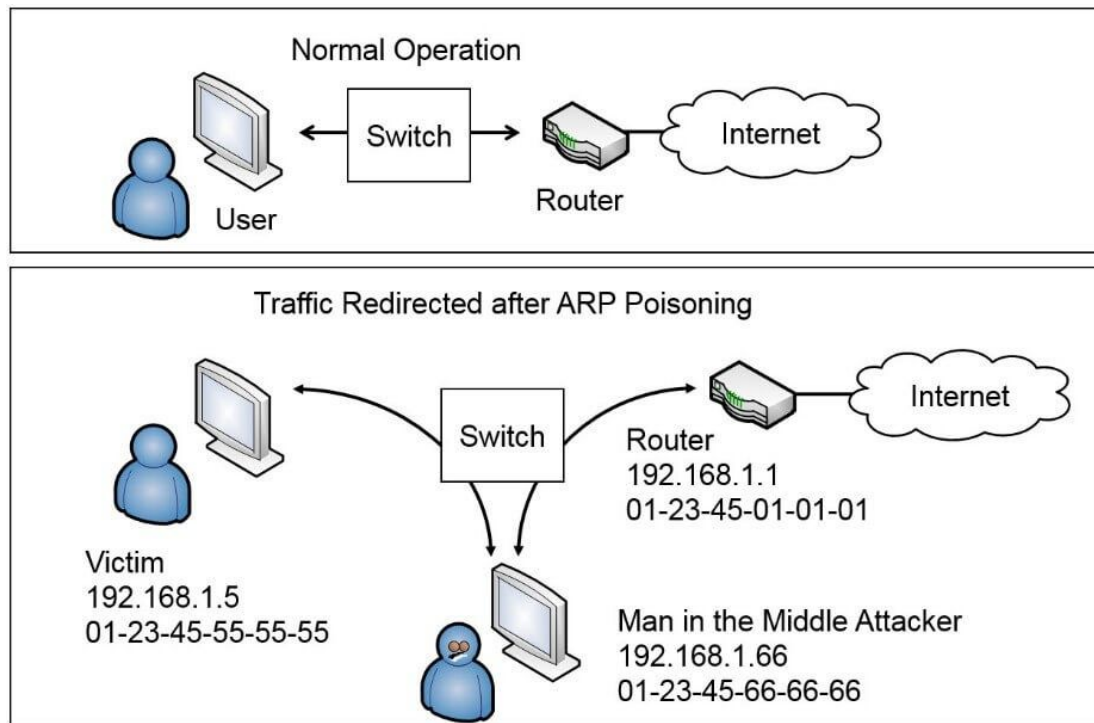 Normal Operation
Switch
Internet
User
Router
Traffic Redirected after ARP Poisoning
Switch
Internet
Router
192.168.1.1
01-23-45-01-01-01
Victim
192.168.1.5
01-23-45-55-55-55
Man in the Middle Attacker
192.168.1.66
01-23-45-66-66-66